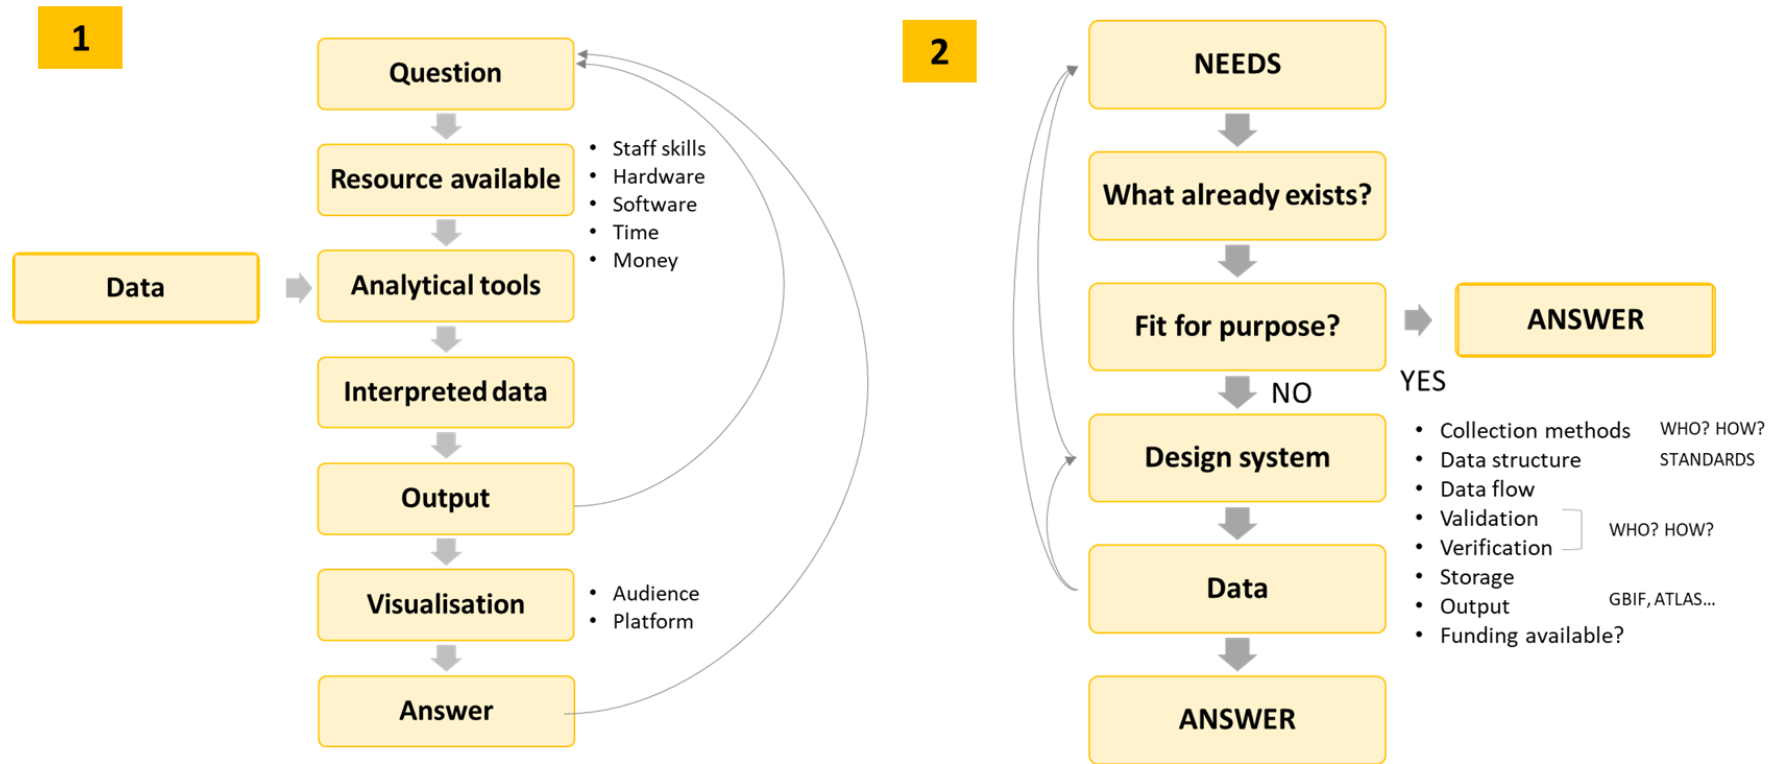 1
Question
Resource available
• Staff skills
• Hardware
• Software
• Time
• Money
Data
Analytical tools
Interpreted data
Output
Visualisation
• Audience
• Platform
Answer
2
NEEDS
What already exists?
Fit for purpose?
ANSWER
NO
YES
Design system
• Collection methods WHO? HOW?
• Data structure STANDARDS
• Data flow
• Validation
• Verification
WHO? HOW?
• Storage
• Output GBIF, ATLAS...
• Funding available?
Data
ANSWER